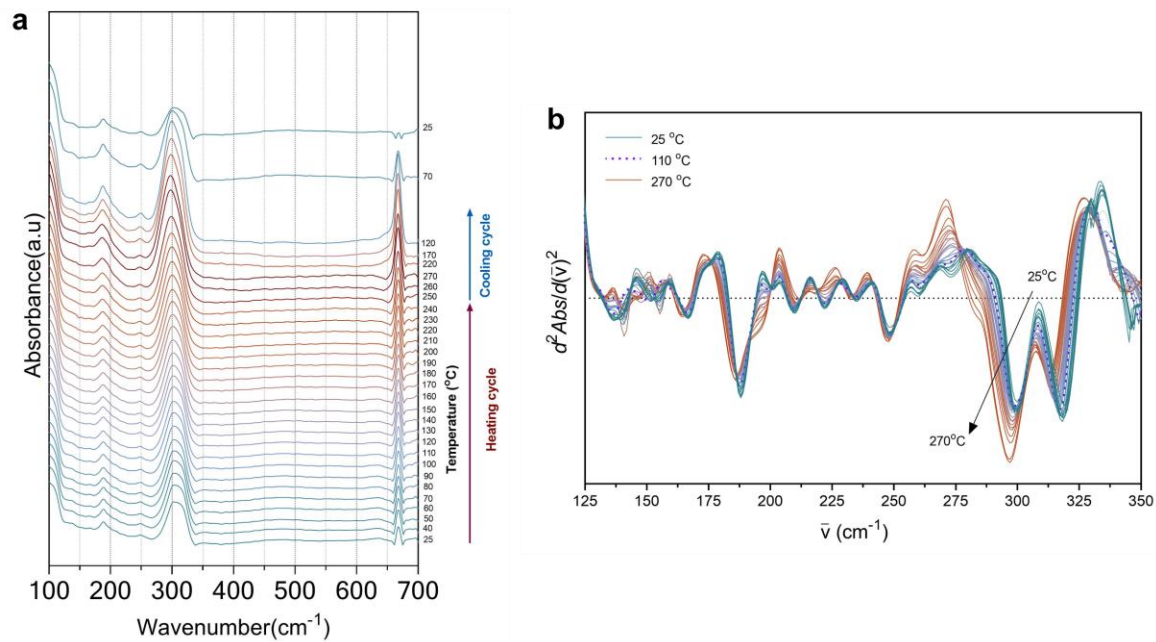 a
Absorbance(a.u)
25
70
120
170
220
270
260
250
240
230
220
210
200
190
180
170
160
150
140
130
120
110
100
90
80
70
60
50
40
25
Temperature (°C)
Cooling cycle
Heating cycle
100 200 300 400 500 600 700
Wavenumber(cm⁻¹)
b
d²Abs/d(ν̄)²
25 °C
110 °C
270 °C
25°C
270°C
125 150 175 200 225 250 275 300 325 350
ν̄ (cm⁻¹)